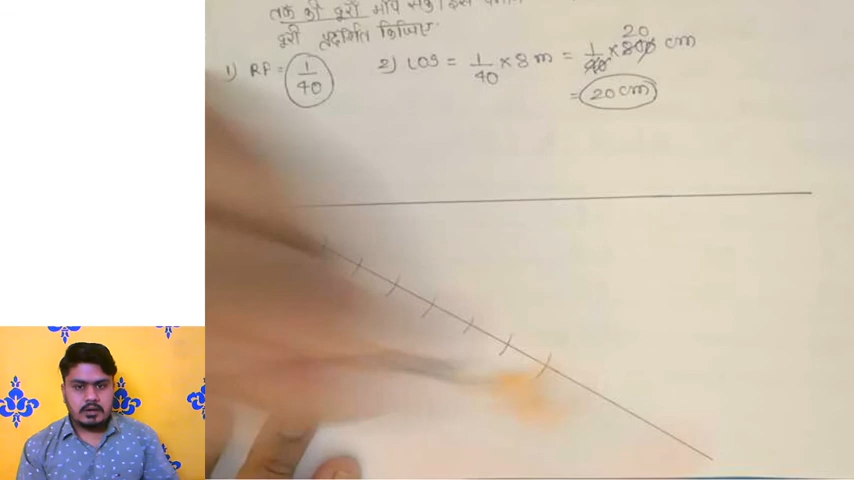 तक की दूरी मापि सके। इस
दूरी प्रदर्शित किजिए
1) RF = 1/40 2) LOS = 1/40 × 8 m = 1/40 × 800 cm 20
= 20 cm